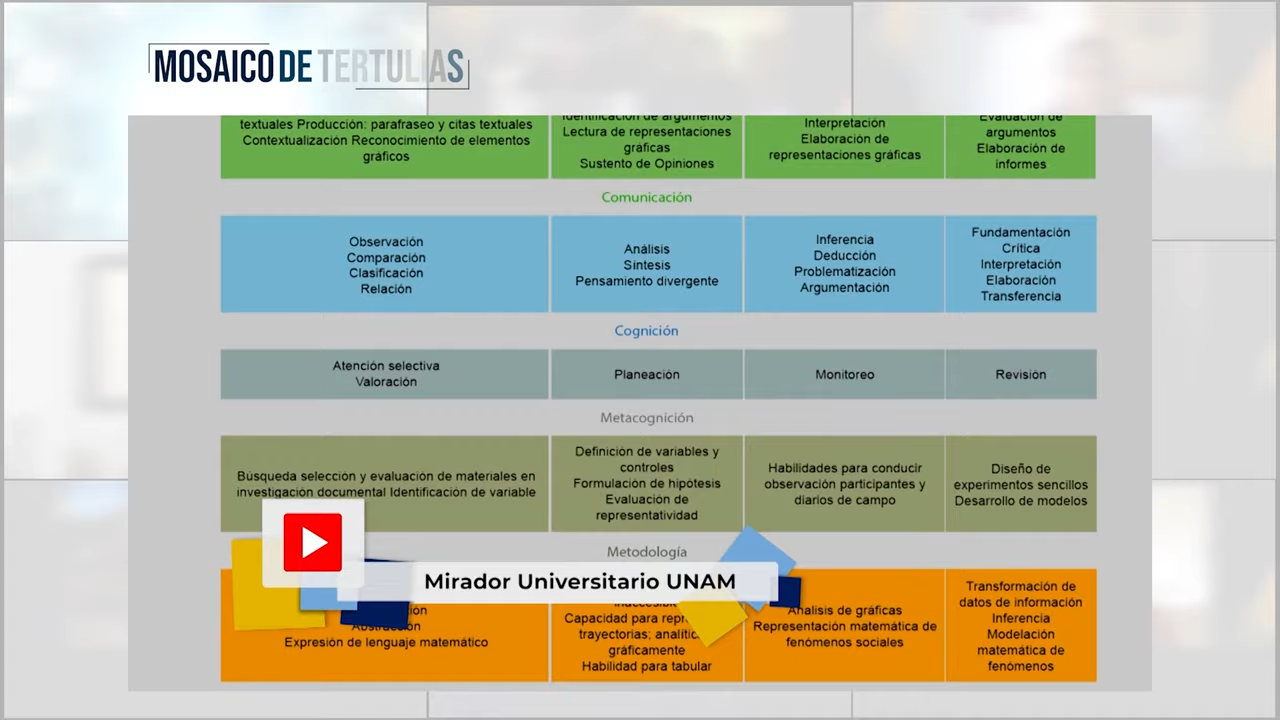 MOSAICO DE TERTULIAS
textuales Producción: parafraseo y citas textuales
Contextualización Reconocimiento de elementos
gráficos
Identificación de argumentos
Lectura de representaciones
gráficas
Sustento de Opiniones
Interpretación
Elaboración de
representaciones gráficas
Evaluación de
argumentos
Elaboración de
informes
Comunicación
Observación
Comparación
Clasificación
Relación
Análisis
Síntesis
Pensamiento divergente
Inferencia
Deducción
Problematización
Argumentación
Fundamentación
Crítica
Interpretación
Elaboración
Transferencia
Cognición
Atención selectiva
Valoración
Planeación
Monitoreo
Revisión
Metacognición
Búsqueda selección y evaluación de materiales en
investigación documental Identificación de variable
Definición de variables y
controles
Formulación de hipótesis
Evaluación de
representatividad
Habilidades para conducir
observación participantes y
diarios de campo
Diseño de
experimentos sencillos
Desarrollo de modelos
Metodología
Mirador Universitario UNAM
Abstracción
Expresión de lenguaje matemático
Capacidad para
trayectorias;
gráficamente
Habilidad para tabular
Analisis de gráficas
Representación matemática de
fenómenos sociales
Transformación de
datos de información
Inferencia
Modelación
matemática de
fenómenos